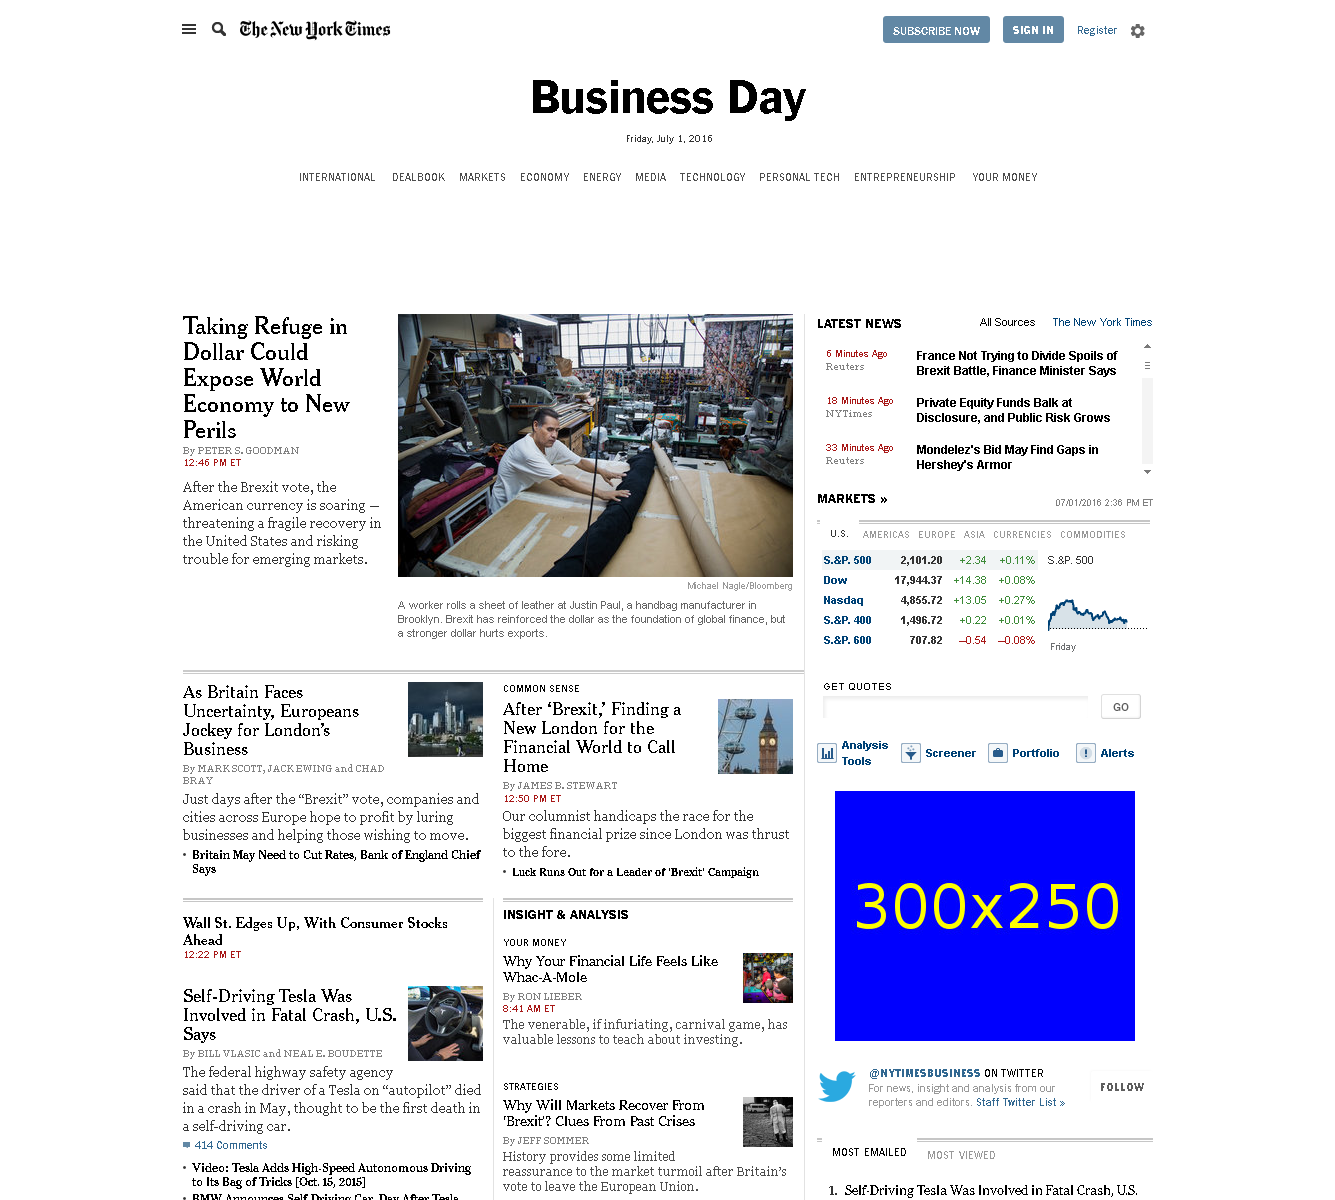 The New York Times
SUBSCRIBE NOW
SIGN IN
Register
Business Day
Friday, July 1, 2016
INTERNATIONAL DEALBOOK MARKETS ECONOMY ENERGY MEDIA TECHNOLOGY PERSONAL TECH ENTREPRENEURSHIP YOUR MONEY
Taking Refuge in
Dollar Could
Expose World
Economy to New
Perils
By PETER S. GOODMAN
12:46 PM ET
After the Brexit vote, the
American currency is soaring —
threatening a fragile recovery in
the United States and risking
trouble for emerging markets.
Michael Nagle/Bloomberg
A worker rolls a sheet of leather at Justin Paul, a handbag manufacturer in
Brooklyn. Brexit has reinforced the dollar as the foundation of global finance, but
a stronger dollar hurts exports.
As Britain Faces
Uncertainty, Europeans
Jockey for London's
Business
By MARK SCOTT, JACK EWING and CHAD
BRAY
Just days after the “Brexit” vote, companies and
cities across Europe hope to profit by luring
businesses and helping those wishing to move.
• Britain May Need to Cut Rates, Bank of England Chief
Says
COMMON SENSE
After ‘Brexit,’ Finding a
New London for the
Financial World to Call
Home
By JAMES B. STEWART
12:50 PM ET
Our columnist handicaps the race for the
biggest financial prize since London was thrust
to the fore.
• Luck Runs Out for a Leader of 'Brexit' Campaign
Wall St. Edges Up, With Consumer Stocks
Ahead
12:22 PM ET
Self-Driving Tesla Was
Involved in Fatal Crash, U.S.
Says
By BILL VLASIC and NEAL E. BOUDETTE
The federal highway safety agency
said that the driver of a Tesla on “autopilot” died
in a crash in May, thought to be the first death in
a self-driving car.
414 Comments
• Video: Tesla Adds High-Speed Autonomous Driving
to Its Bag of Tricks [Oct. 15, 2015]
• BMW Announces Self-Driving Car, Day After Tesla
INSIGHT & ANALYSIS
YOUR MONEY
Why Your Financial Life Feels Like
Whac-A-Mole
By RON LIEBER
8:41 AM ET
The venerable, if infuriating, carnival game, has
valuable lessons to teach about investing.
STRATEGIES
Why Will Markets Recover From
'Brexit'? Clues From Past Crises
By JEFF SOMMER
History provides some limited
reassurance to the market turmoil after Britain's
vote to leave the European Union.
LATEST NEWS
All Sources
The New York Times
6 Minutes Ago
Reuters
France Not Trying to Divide Spoils of
Brexit Battle, Finance Minister Says
18 Minutes Ago
NYTimes
Private Equity Funds Balk at
Disclosure, and Public Risk Grows
33 Minutes Ago
Reuters
Mondelez's Bid May Find Gaps in
Hershey's Armor
MARKETS »
07/01/2016 2:36 PM ET
U.S. AMERICAS EUROPE ASIA CURRENCIES COMMODITIES
S.&P. 500 2,101.20 +2.34 +0.11%
Dow 17,944.37 +14.38 +0.08%
Nasdaq 4,855.72 +13.05 +0.27%
S.&P. 400 1,496.72 +0.22 +0.01%
S.&P. 600 707.82 –0.54 –0.08%
S.&P. 500
Friday
GET QUOTES
GO
Analysis
Tools
Screener
Portfolio
Alerts
300x250
@NYTIMESBUSINESS ON TWITTER
For news, insight and analysis from our
reporters and editors. Staff Twitter List »
FOLLOW
MOST EMAILED
MOST VIEWED
1. Self-Driving Tesla Was Involved in Fatal Crash, U.S.